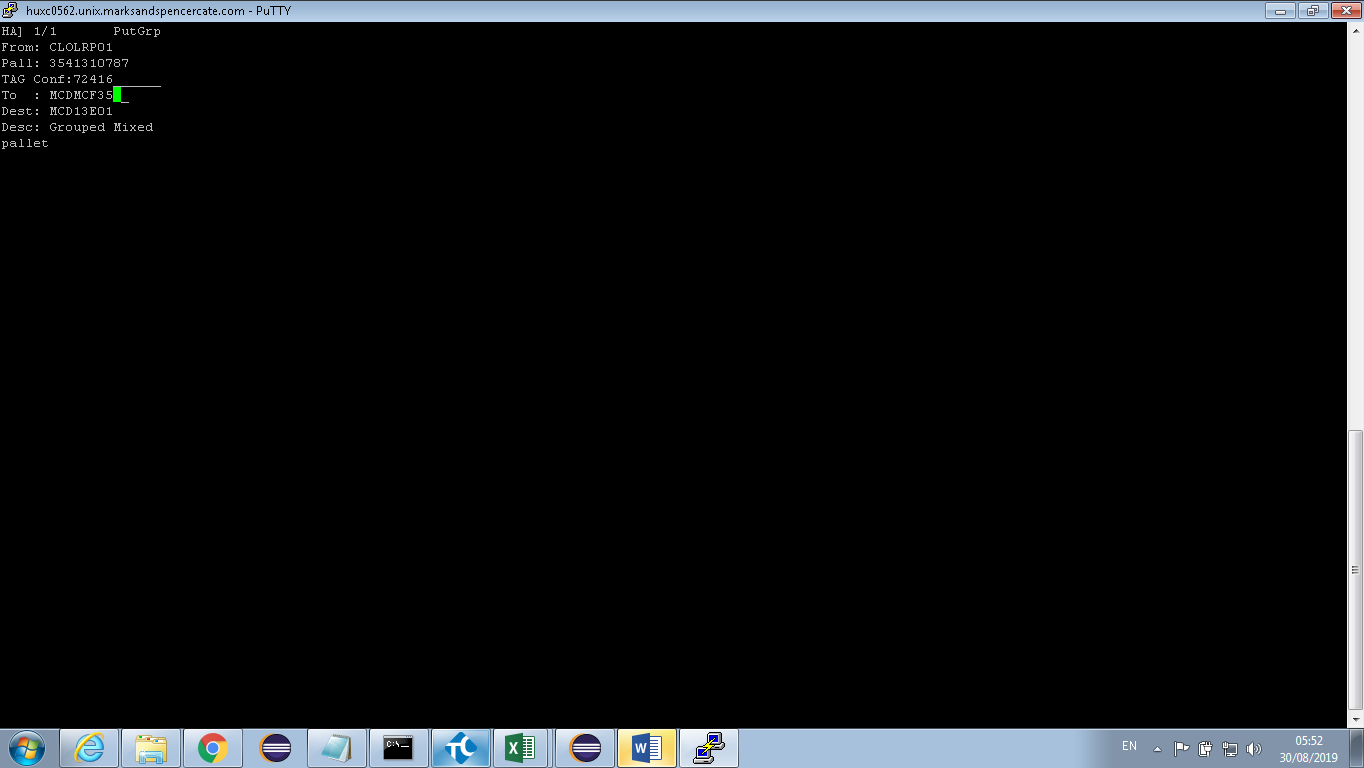 huxc0562.unix.marksandspencercate.com - PuTTY
HA] 1/1 PutGrp
From: CLOLRP01
Pall: 3541310787
TAG Conf:72416______
To : MCDMCF35 _
Dest: MCD13E01
Desc: Grouped Mixed
pallet
EN
05:52
30/08/2019